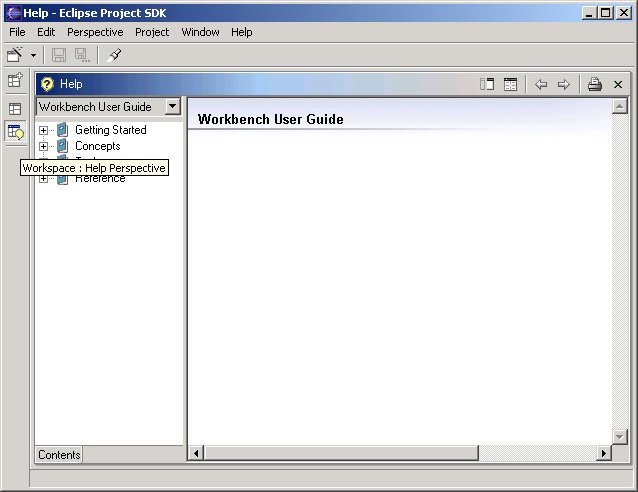 Help - Eclipse Project SDK
File Edit Perspective Project Window Help
Help
Workbench User Guide
Getting Started
Concepts
Workspace : Help Perspective
Reference
Workbench User Guide
Contents